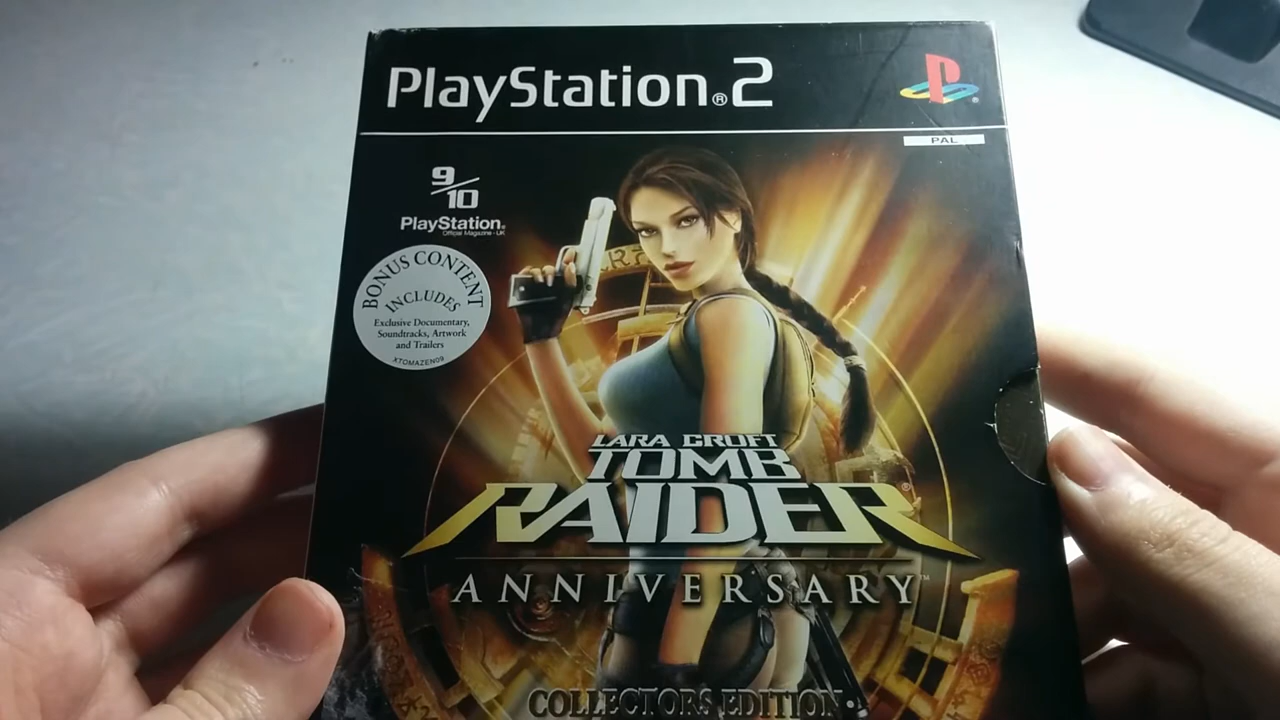 PlayStation®2
PAL
9/10
PlayStation®
Official Magazine - UK
BONUS CONTENT
INCLUDES
Exclusive Documentary,
Soundtracks, Artwork
and Trailers
XTOMAZEN09
LARA CROFT
TOMB
RAIDER®
ANNIVERSARY™
COLLECTORS EDITION